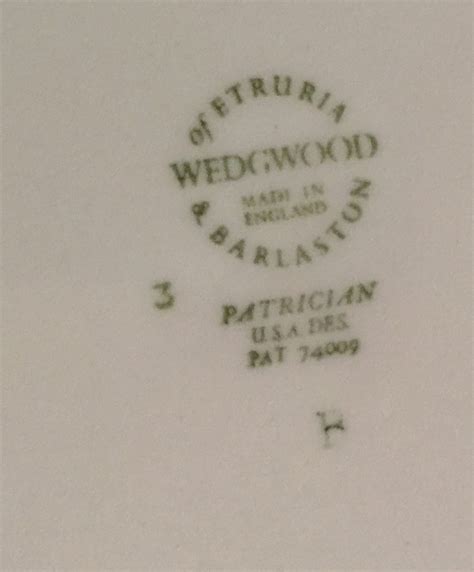 of ETRURIA
WEDGWOOD
MADE IN
ENGLAND
& BARLASTON
3
PATRICIAN
U.S.A. DES.
PAT 74009